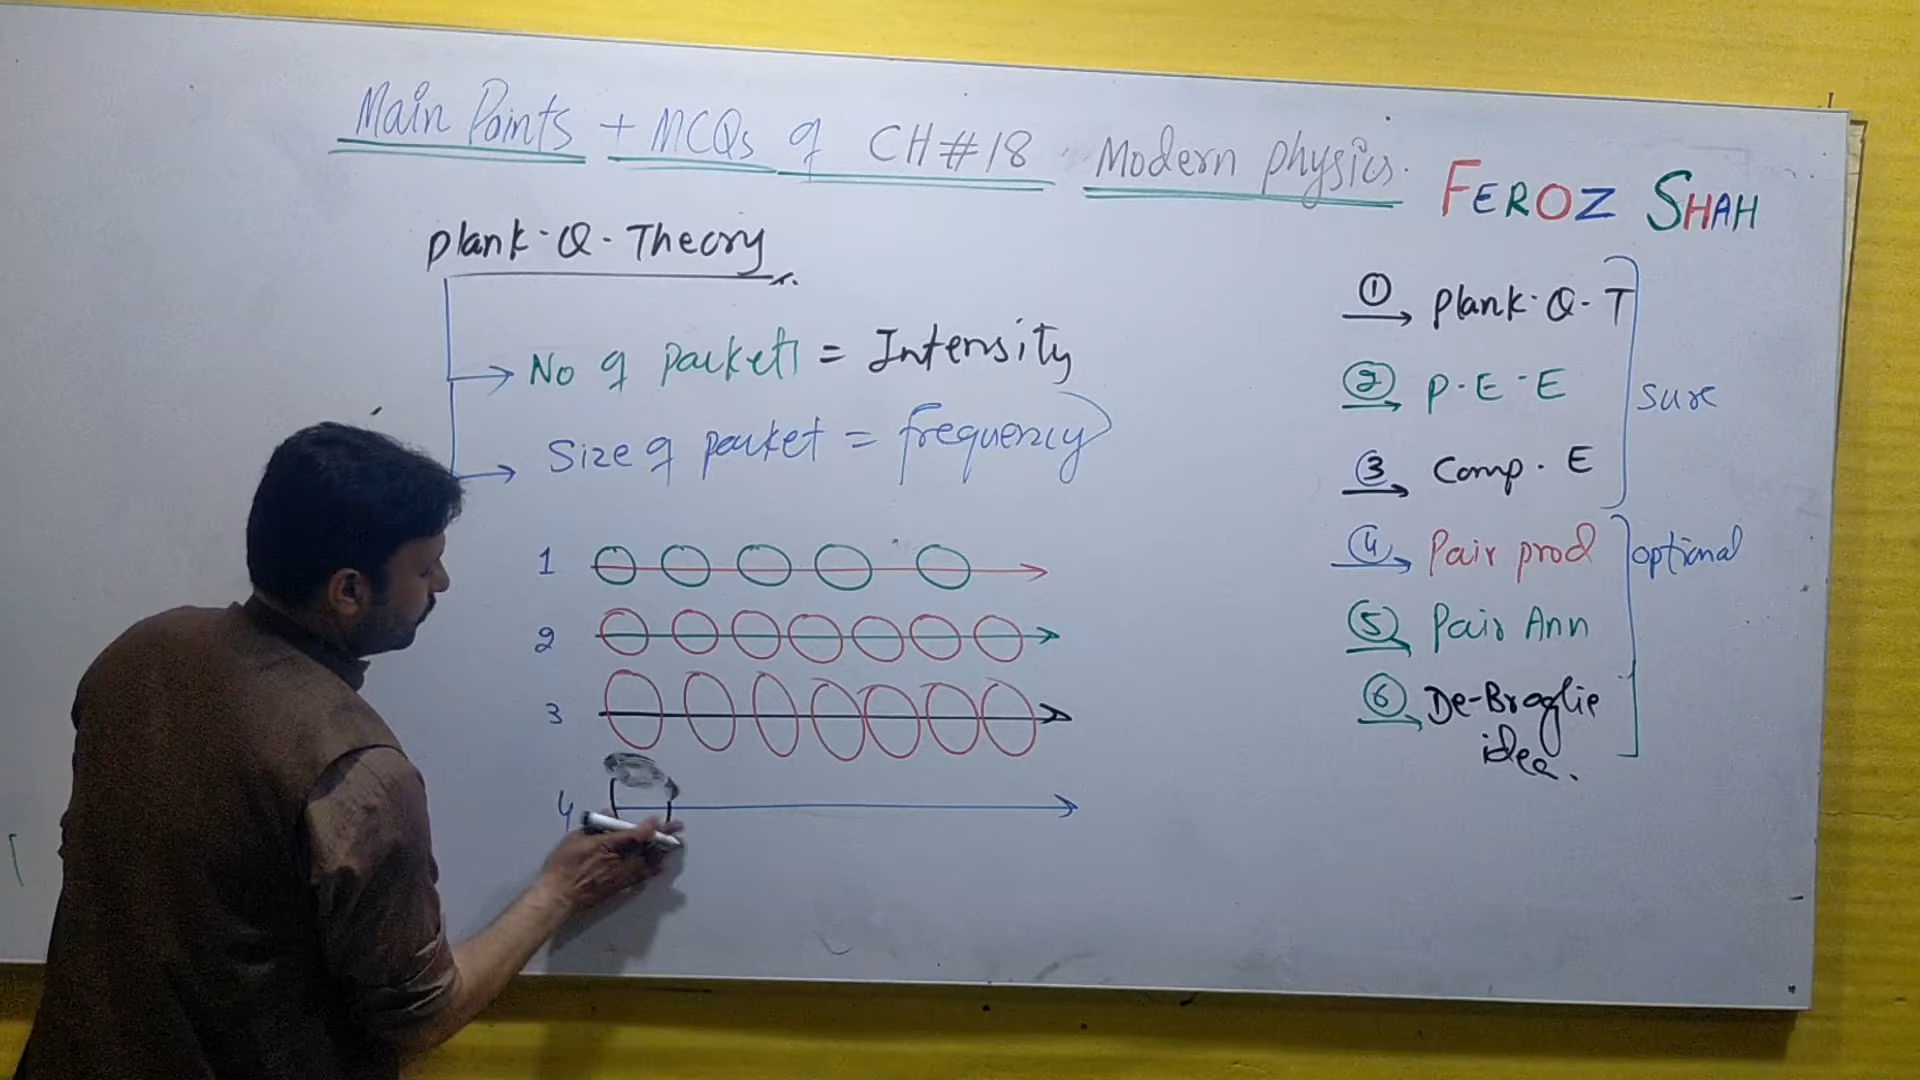 Main Points + MCQs of CH#18 Modern physics.
FEROZ SHAH
plank-Q-Theory
No of packets = Intensity
Size of packet = frequency
1
2
3
4
① plank-Q-T
② P-E-E
③ Comp. E
sure
④ Pair prod
⑤ Pair Ann
⑥ De-Broglie
idea.
optional